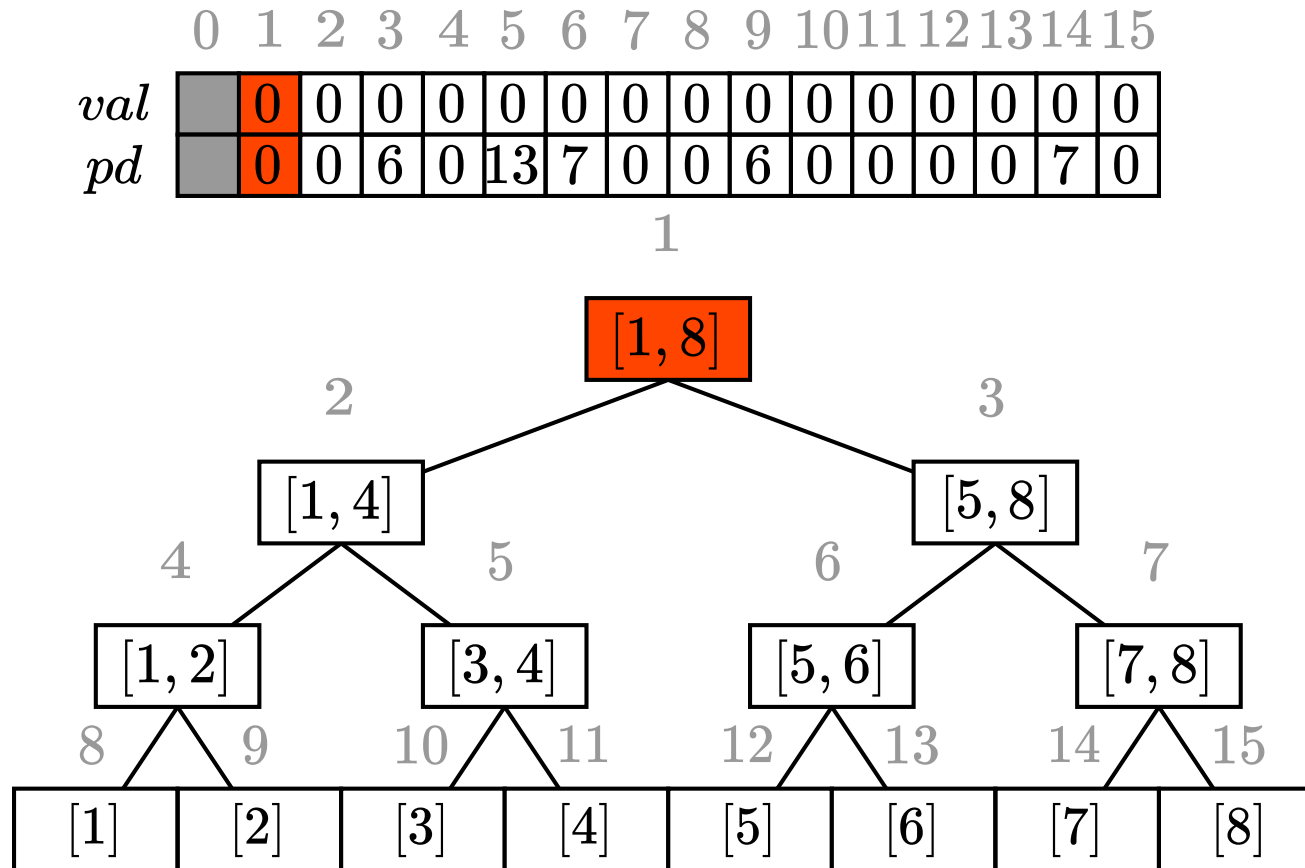 0 1 2 3 4 5 6 7 8 9 10 11 12 13 14 15
val 0 0 0 0 0 0 0 0 0 0 0 0 0 0 0
pd 0 0 6 0 13 7 0 0 6 0 0 0 0 7 0
1
[1, 8]
2 3
[1, 4] [5, 8]
4 5 6 7
[1, 2] [3, 4] [5, 6] [7, 8]
8 9 10 11 12 13 14 15
[1] [2] [3] [4] [5] [6] [7] [8]